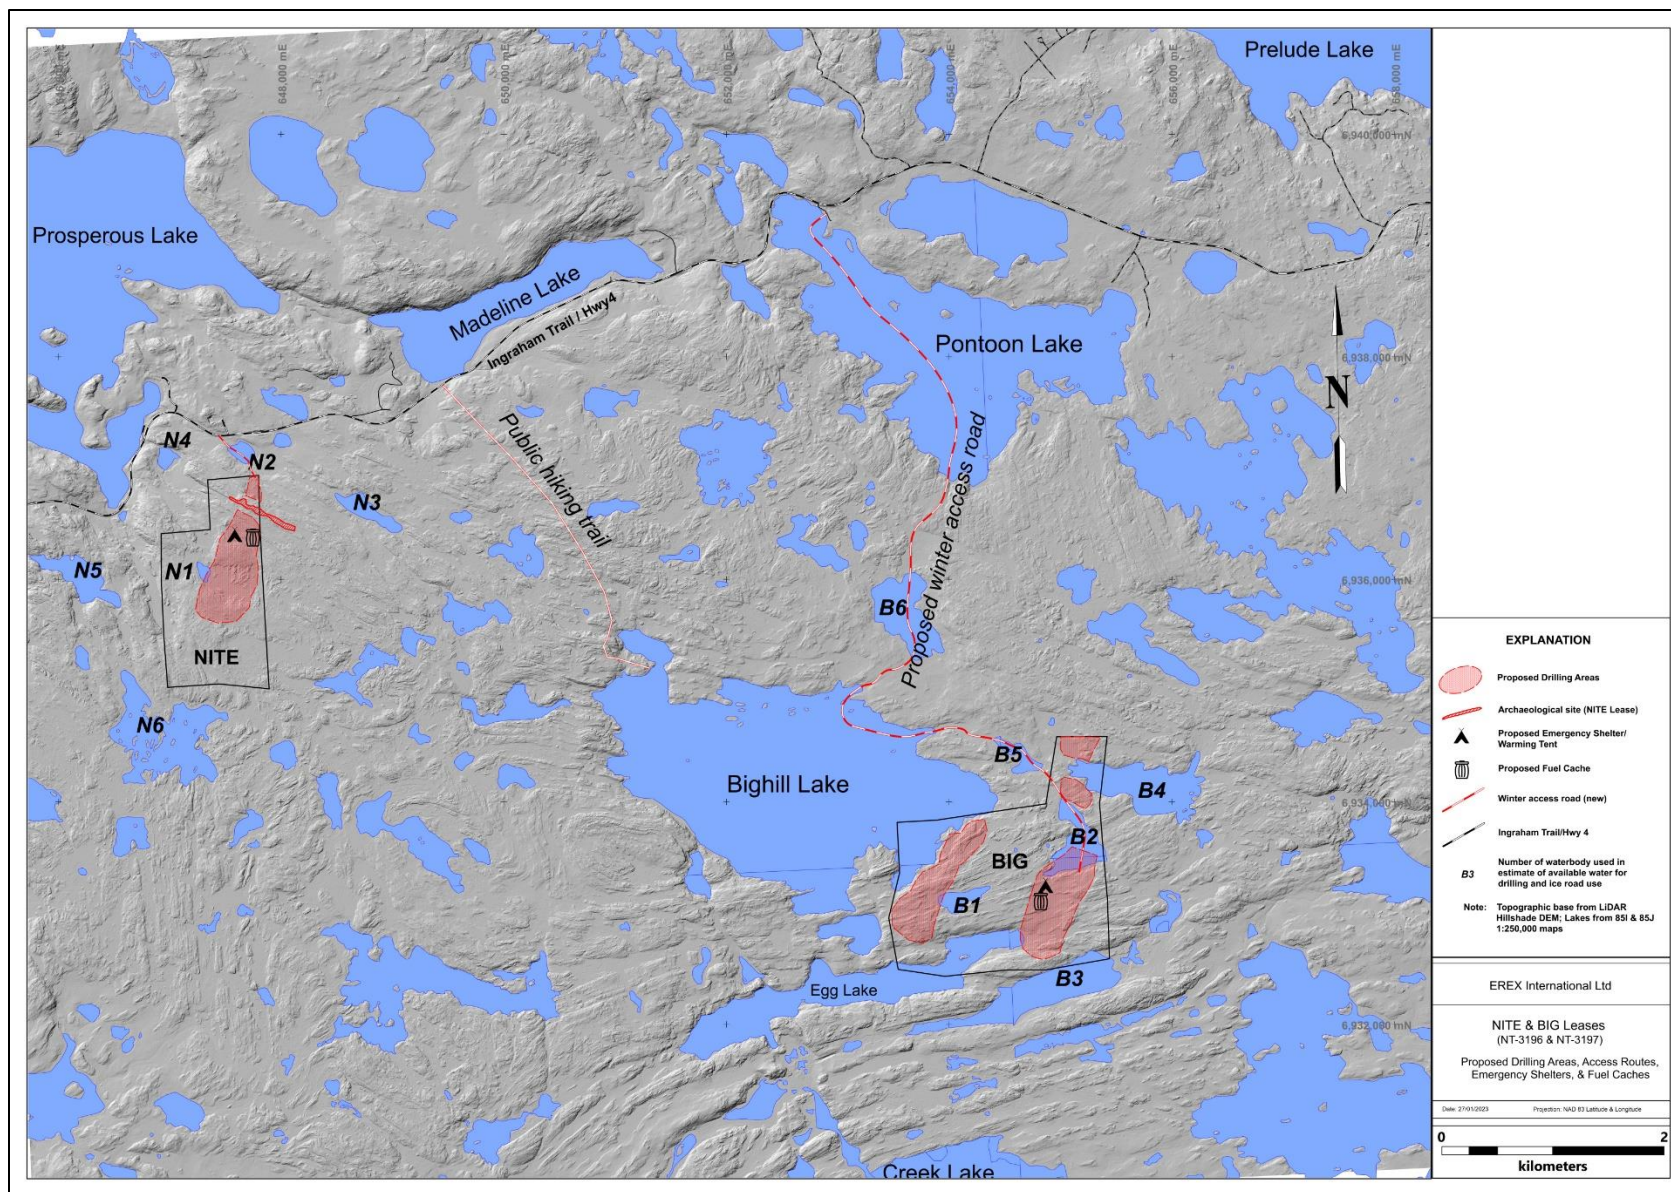 Prelude Lake
646,000 mE
648,000 mE
650,000 mE
652,000 mE
654,000 mE
656,000 mE
658,000 mE
6,940,000 mN
Prosperous Lake
Madeline Lake
Ingraham Trail / Hwy4
Pontoon Lake
6,938,000 mN
N
Public hiking trail
Proposed winter access road
N4
N2
N3
N5
N1
6,936,000 mN
B6
NITE
N6
B5
Bighill Lake
B4
6,934,000 mN
B2
BIG
B1
B3
Egg Lake
6,932,000 mN
Creek Lake
EXPLANATION
Proposed Drilling Areas
Archaeological site (NITE Lease)
Proposed Emergency Shelter/
Warming Tent
Proposed Fuel Cache
Winter access road (new)
Ingraham Trail/Hwy 4
B3
Number of waterbody used in
estimate of available water for
drilling and ice road use
Note: Topographic base from LiDAR
Hillshade DEM; Lakes from 85I & 85J
1:250,000 maps
EREX International Ltd
NITE & BIG Leases
(NT-3196 & NT-3197)
Proposed Drilling Areas, Access Routes,
Emergency Shelters, & Fuel Caches
Date: 27/01/2023 Projection: NAD 83 Latitude & Longitude
0 2
kilometers